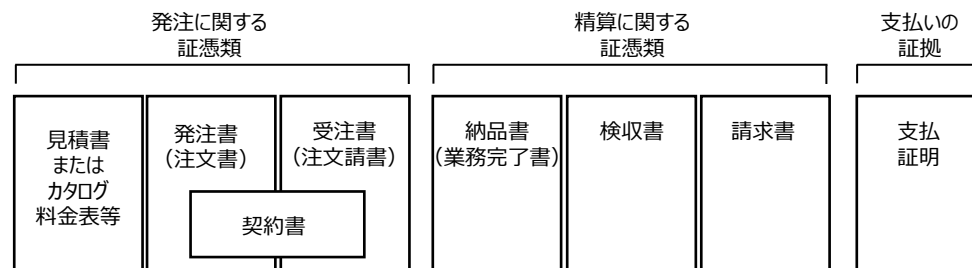 発注に関する
証憑類
精算に関する
証憑類
支払いの
証拠
見積書
または
カタログ
料金表等
発注書
(注文書)
受注書
(注文請書)
契約書
納品書
(業務完了書)
検収書
請求書
支払
証明